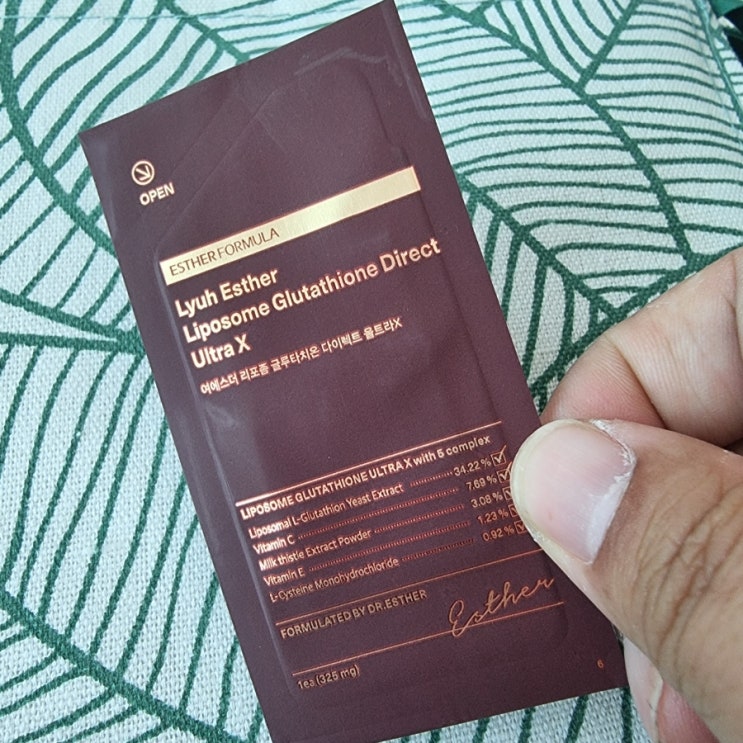 OPEN
ESTHER FORMULA
Lyuh Esther
Liposome Glutathione Direct
Ultra X
여에스더 리포좀 글루타치온 다이렉트 울트라X
LIPOSOME GLUTATHIONE ULTRA X with 5 complex
Liposomal L-Glutathion Yeast Extract 34.22 %
Vitamin C 7.69 %
Milk thistle Extract Powder 3.08 %
Vitamin E 1.23 %
L-Cysteine Monohydrochloride 0.92 %
FORMULATED BY DR.ESTHER
Esther
1ea (325 mg)
6